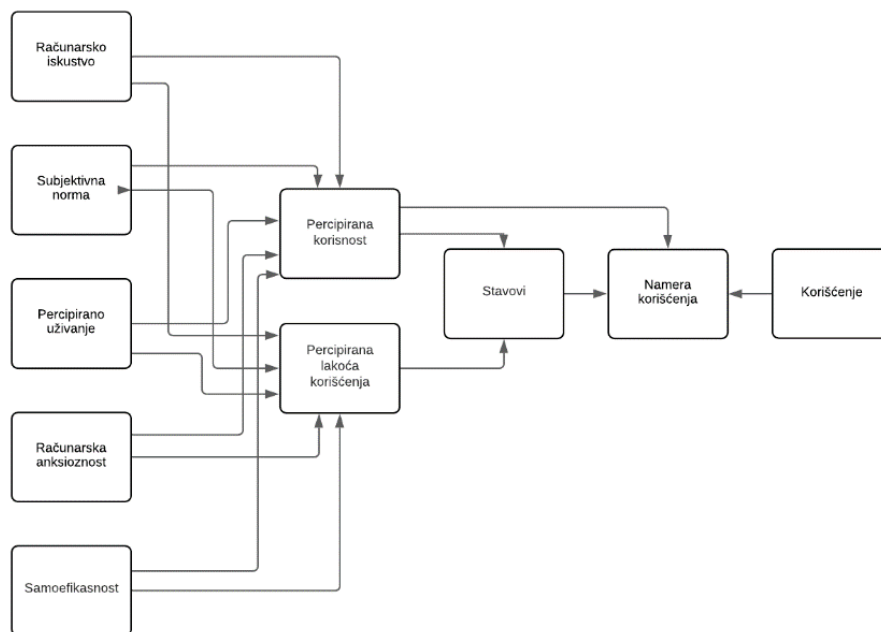 Računarsko
iskustvo
Subjektivna
norma
Percipirano
uživanje
Računarska
anksioznost
Samoefikasnost
Percipirana
korisnost
Percipirana
lakoća
korišćenja
Stavovi
Namera
korišćenja
Korišćenje